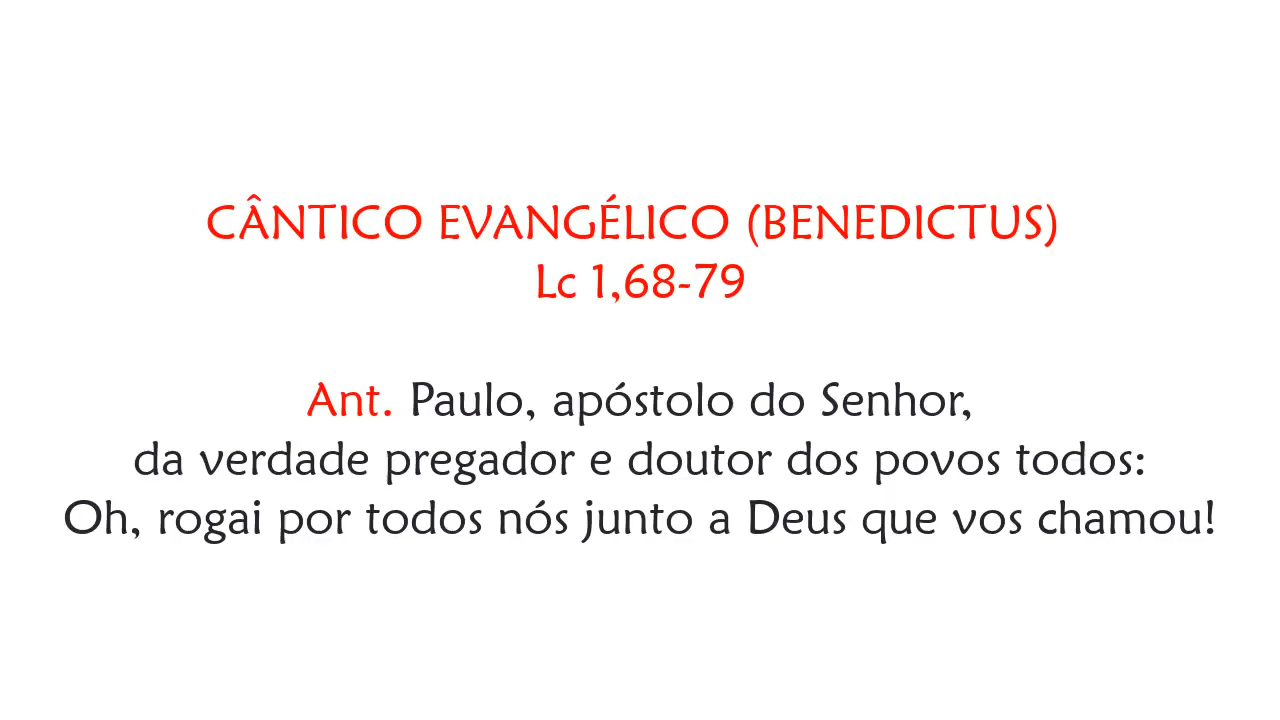 CÂNTICO EVANGÉLICO (BENEDICTUS)
Lc 1,68-79
Ant. Paulo, apóstolo do Senhor,
da verdade pregador e doutor dos povos todos:
Oh, rogai por todos nós junto a Deus que vos chamou!